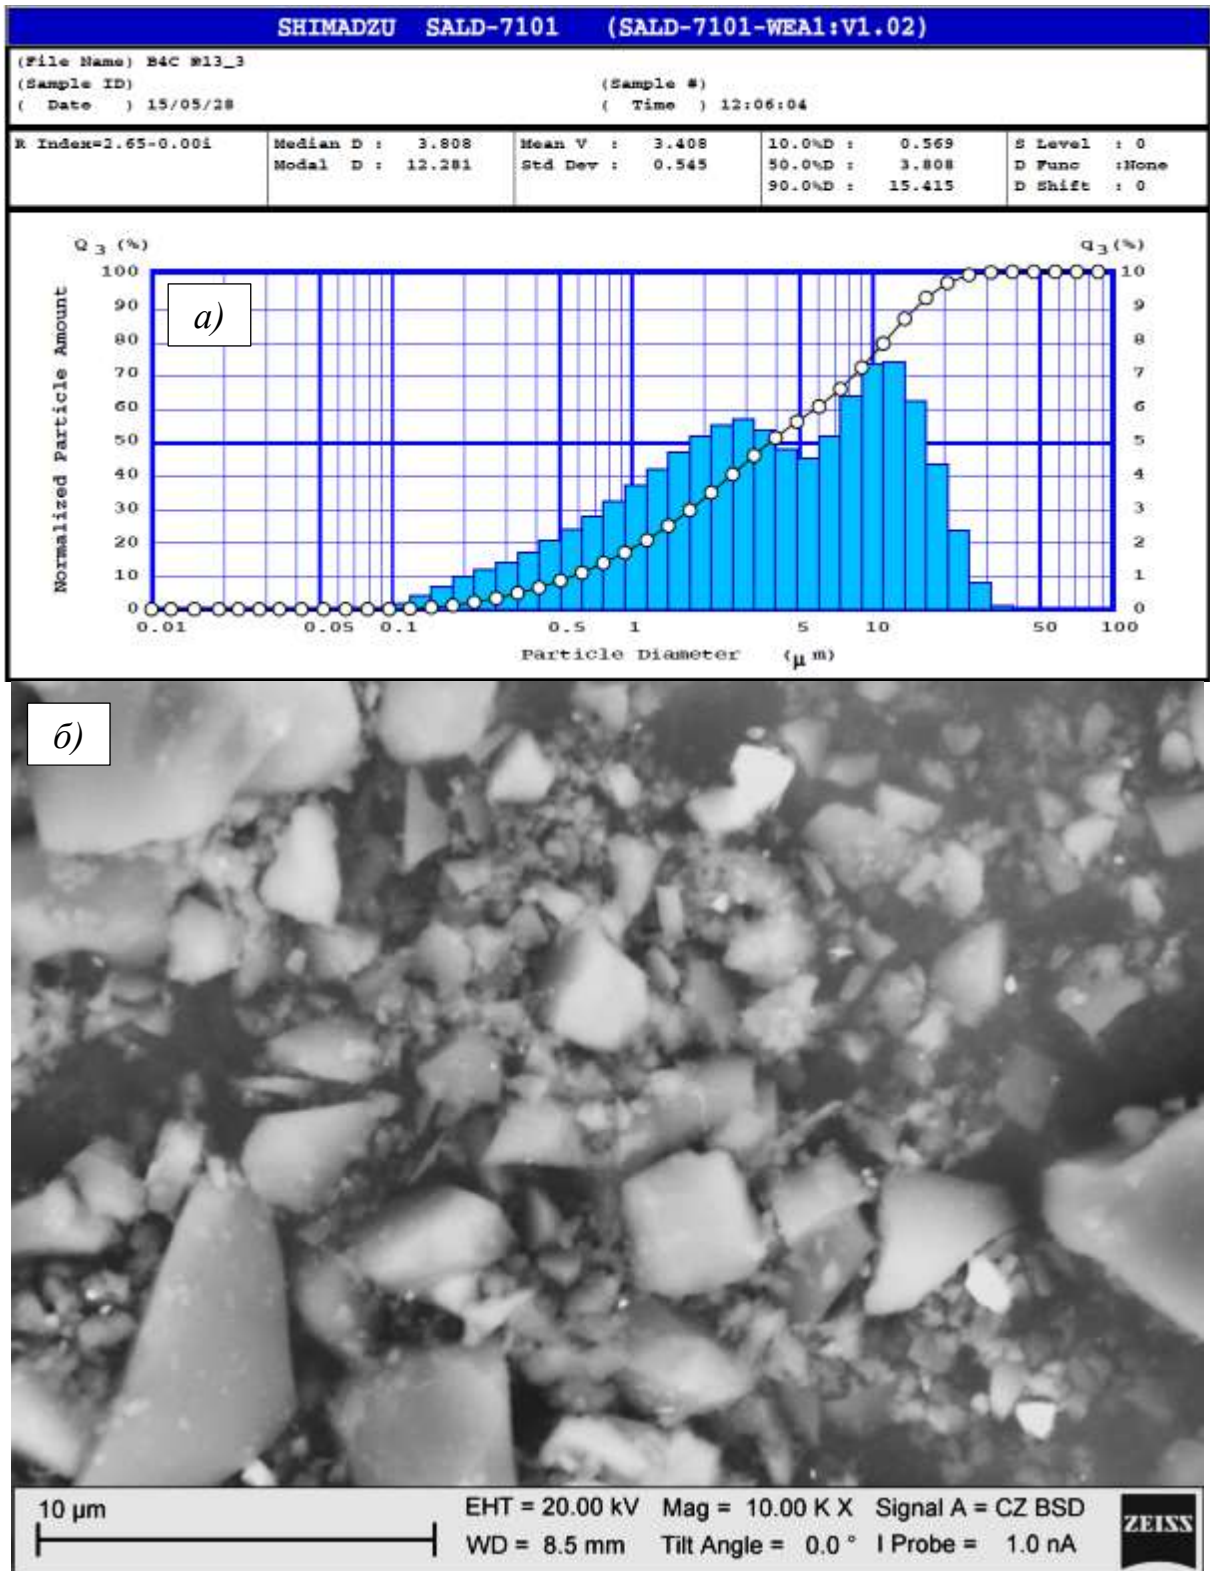 SHIMADZU SALD-7101 (SALD-7101-WEA1:V1.02)
(File Name) B4C №13_3
(Sample ID) (Sample #)
( Date ) 15/05/28 ( Time ) 12:06:04
R Index=2.65-0.00i Median D : 3.808 Mean V : 3.408 10.0%D : 0.569 S Level : 0
Modal D : 12.281 Std Dev : 0.545 50.0%D : 3.808 D Func :None
90.0%D : 15.415 D Shift : 0
Q 3 (%) q 3 (%)
100 10
а)
90 9
80 8
70 7
60 6
50 5
40 4
30 3
20 2
10 1
0 0
Normalized Particle Amount
0.01 0.05 0.1 0.5 1 5 10 50 100
Particle Diameter (µm)
б)
10 µm EHT = 20.00 kV Mag = 10.00 K X Signal A = CZ BSD
WD = 8.5 mm Tilt Angle = 0.0 ° I Probe = 1.0 nA
ZEISS